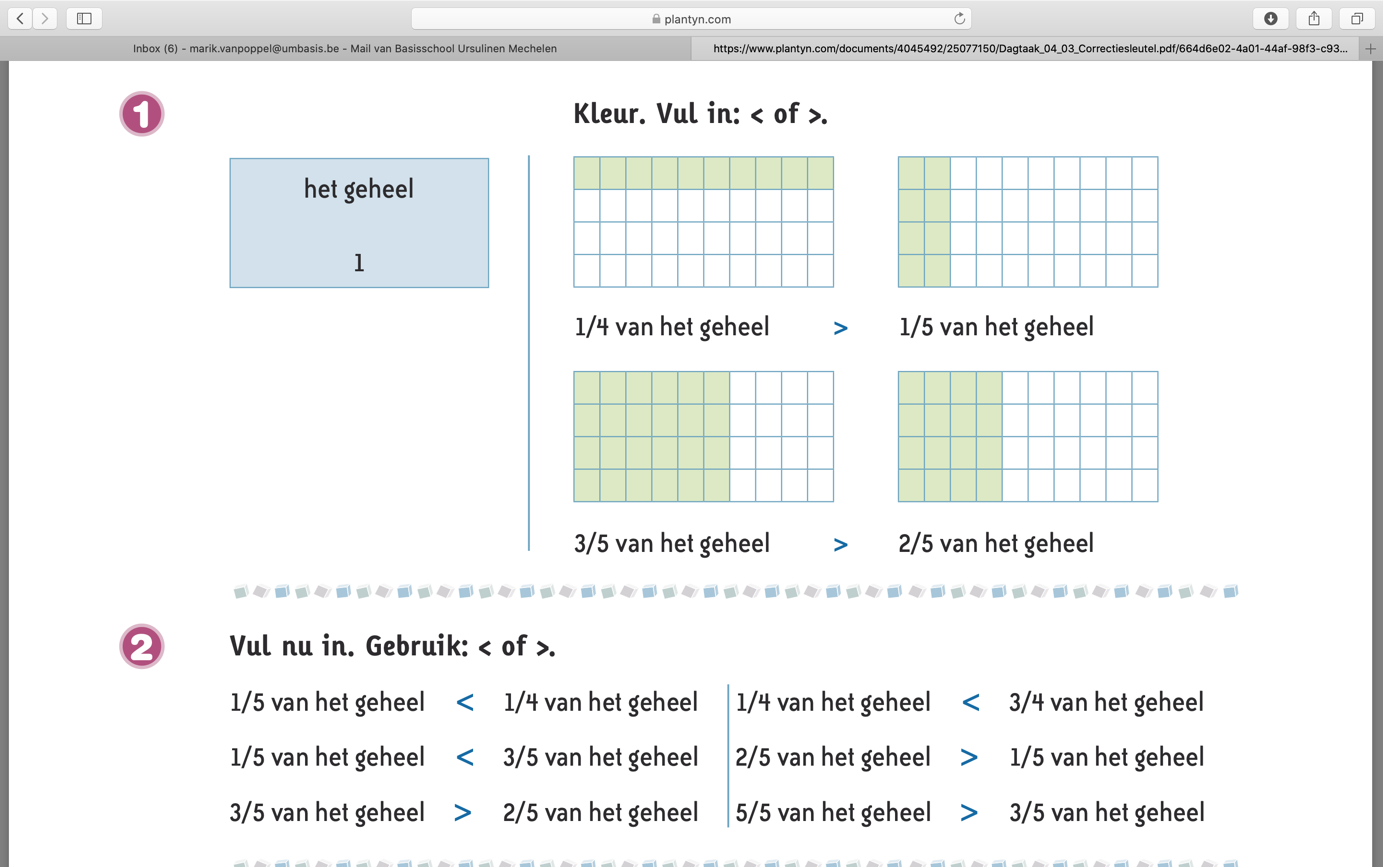 plantyn.com
Inbox (6) - marik.vanpoppel@umbasis.be - Mail van Basisschool Ursulinen Mechelen
https://www.plantyn.com/documents/4045492/25077150/Dagtaak_04_03_Correctiesleutel.pdf/664d6e02-4a01-44af-98f3-c93...
1
Kleur. Vul in: < of >.
het geheel
1
1/4 van het geheel > 1/5 van het geheel
3/5 van het geheel > 2/5 van het geheel
2
Vul nu in. Gebruik: < of >.
1/5 van het geheel < 1/4 van het geheel
1/5 van het geheel < 3/5 van het geheel
3/5 van het geheel > 2/5 van het geheel
1/4 van het geheel < 3/4 van het geheel
2/5 van het geheel > 1/5 van het geheel
5/5 van het geheel > 3/5 van het geheel